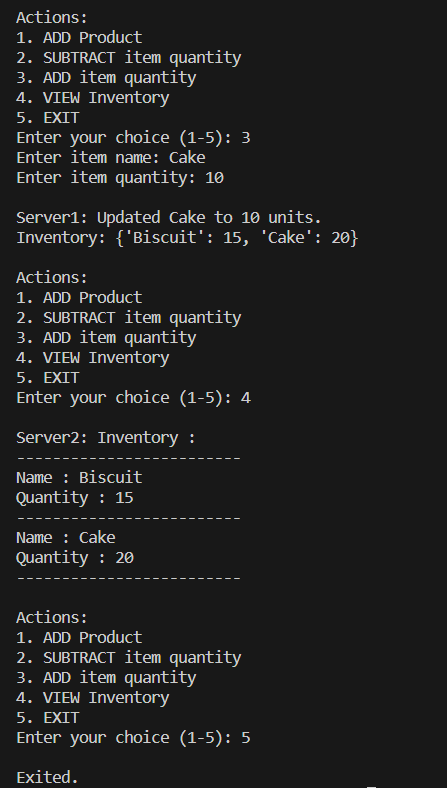 Actions:
1. ADD Product
2. SUBTRACT item quantity
3. ADD item quantity
4. VIEW Inventory
5. EXIT
Enter your choice (1-5): 3
Enter item name: Cake
Enter item quantity: 10

Server1: Updated Cake to 10 units.
Inventory: {'Biscuit': 15, 'Cake': 20}

Actions:
1. ADD Product
2. SUBTRACT item quantity
3. ADD item quantity
4. VIEW Inventory
5. EXIT
Enter your choice (1-5): 4

Server2: Inventory :
-------------------------
Name : Biscuit
Quantity : 15
-------------------------
Name : Cake
Quantity : 20
-------------------------

Actions:
1. ADD Product
2. SUBTRACT item quantity
3. ADD item quantity
4. VIEW Inventory
5. EXIT
Enter your choice (1-5): 5

Exited.